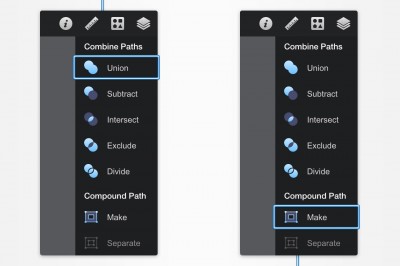 Combine Paths
Union
Subtract
Intersect
Exclude
Divide
Compound Path
Make
Separate
Combine Paths
Union
Subtract
Intersect
Exclude
Divide
Compound Path
Make
Separate